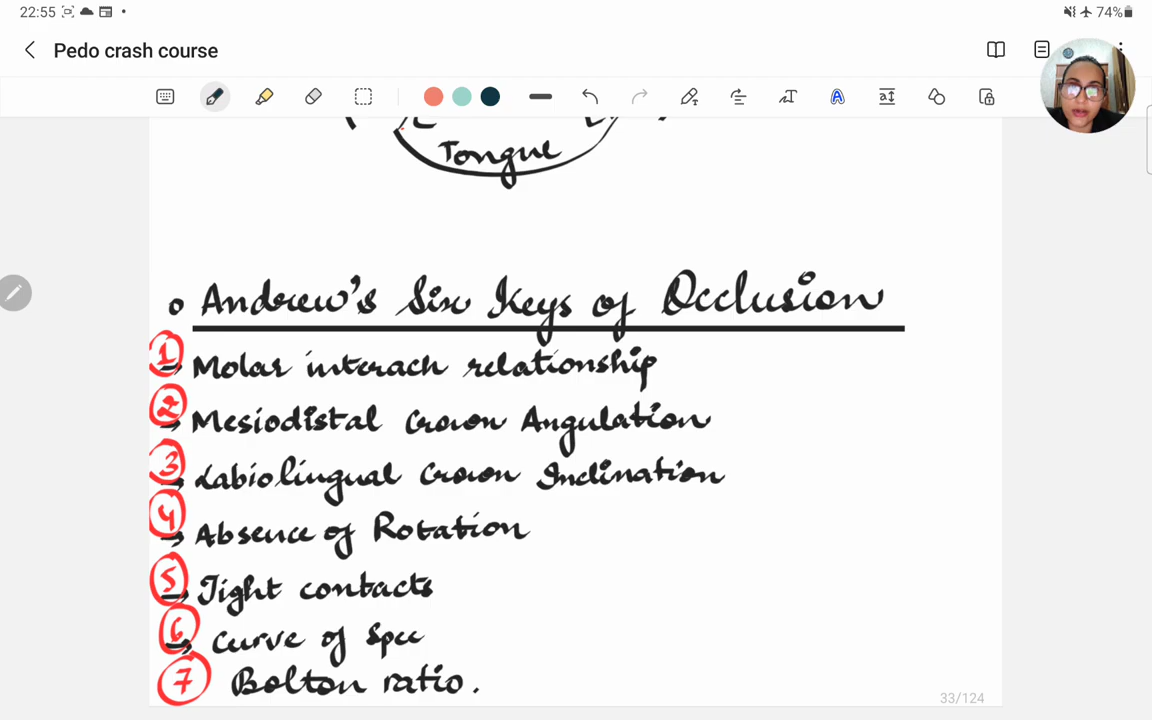 22:55
74%
Pedo crash course
Tongue
o Andrew's Six Keys of Occlusion
1 → Molar interach relationship
2 → Mesiodistal Crown Angulation
3 → Labiolingual Crown Inclination
4 → Absence of Rotation
5 → Tight contacts
6 → Curve of Spee
7 Bolton ratio.
33/124